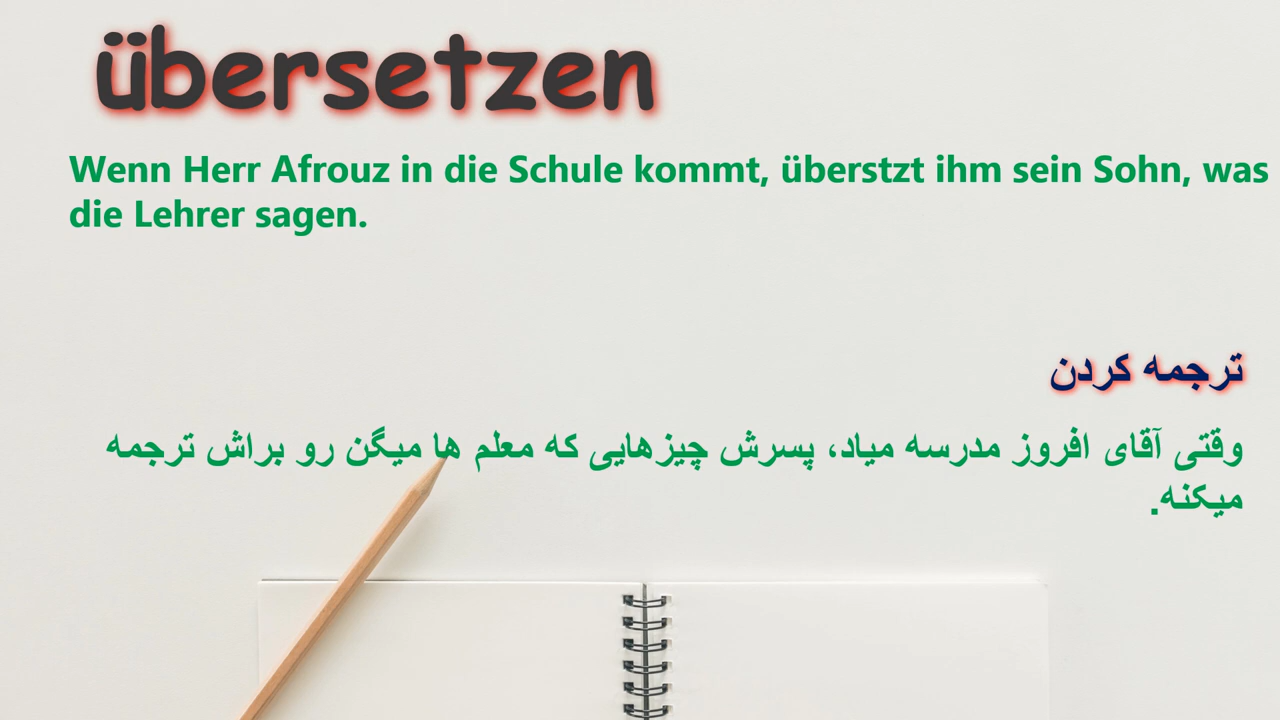 übersetzen
Wenn Herr Afrouz in die Schule kommt, überstzt ihm sein Sohn, was
die Lehrer sagen.
ترجمه کردن
وقتی آقای افروز مدرسه میاد، پسرش چیزهایی که معلم ها میگن رو براش ترجمه
میکنه.